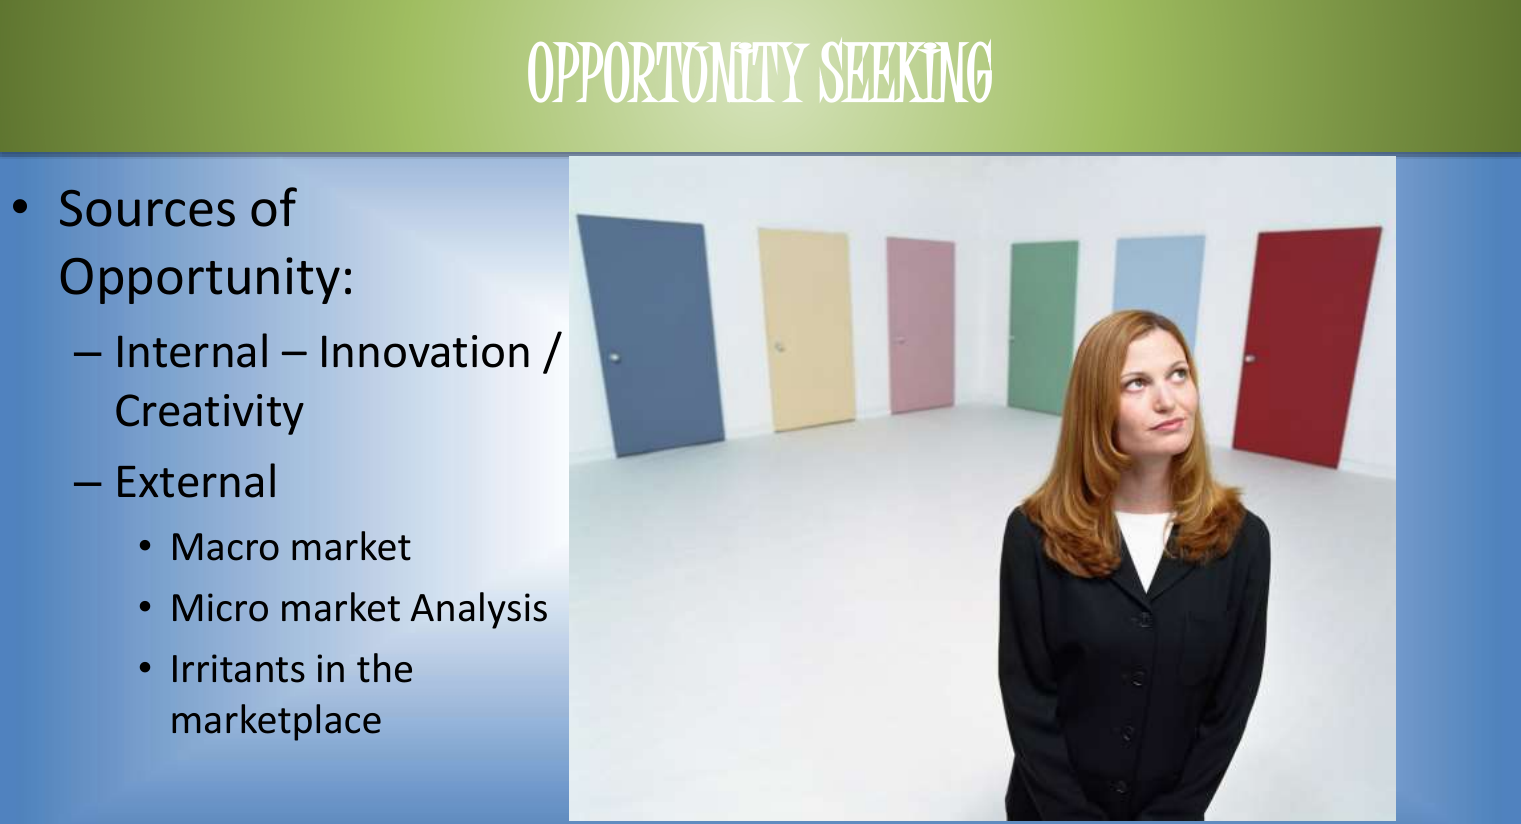 OPPORTUNITY SEEKING
• Sources of
Opportunity:
– Internal – Innovation /
Creativity
– External
• Macro market
• Micro market Analysis
• Irritants in the
marketplace